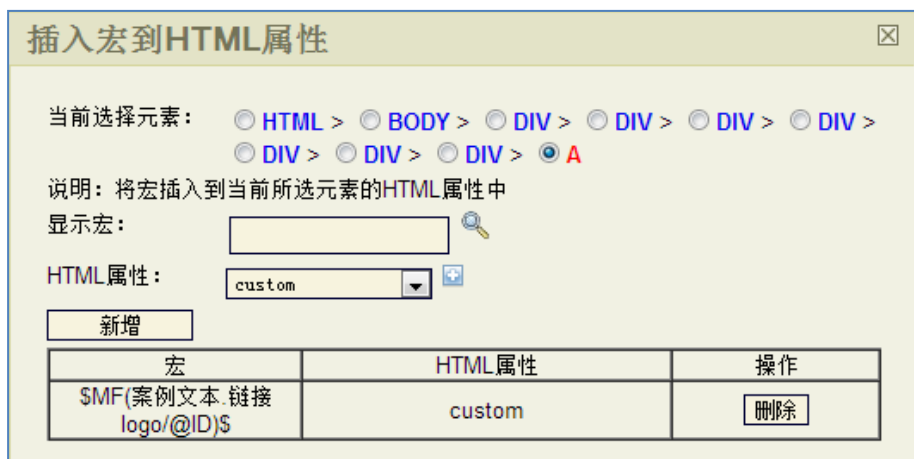 插入宏到HTML属性
当前选择元素: HTML > BODY > DIV > DIV > DIV > DIV >
DIV > DIV > DIV > A
说明: 将宏插入到当前所选元素的HTML属性中
显示宏:
HTML属性: custom
新增
宏 HTML属性 操作
$MF(案例文本.链接 custom 删除
logo/@ID)$